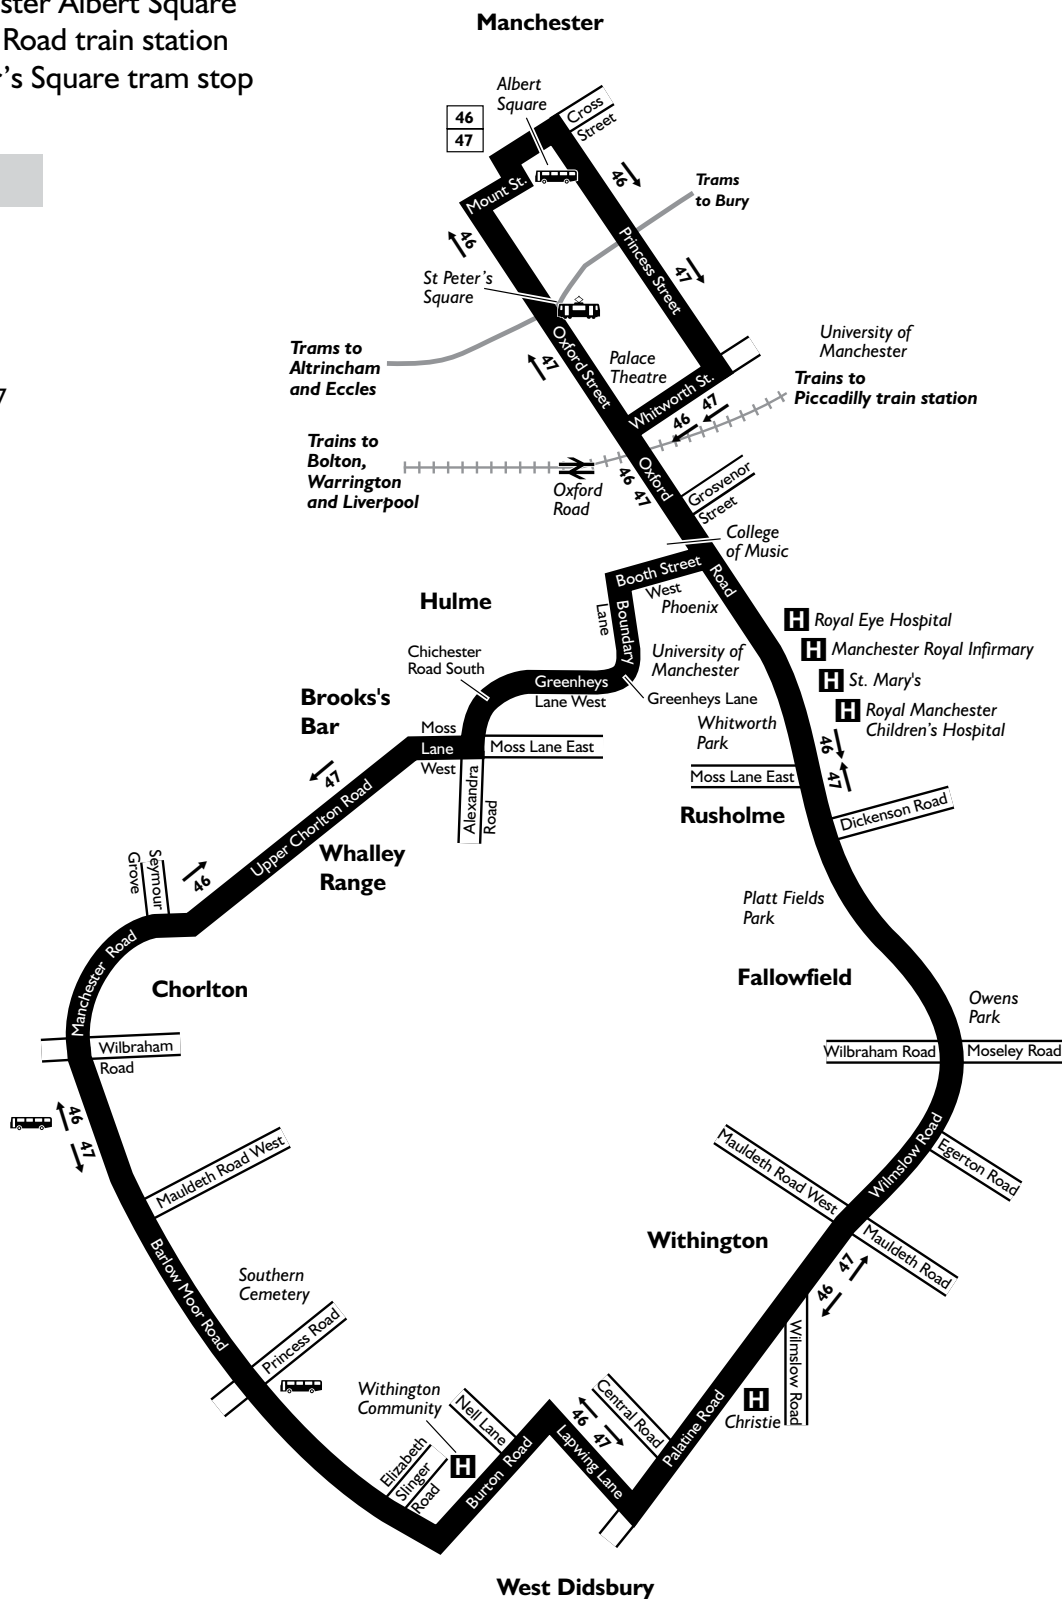 ster Albert Square
Road train station
r's Square tram stop
7
Manchester
46
47
Albert
Square
Cross
Street
Mount St.
46
Trams
to Bury
46
Princess Street
47
St Peter's
Square
Trams to
Altrincham
and Eccles
Oxford Street
47
Palace
Theatre
University of
Manchester
Whitworth St.
46
47
Trains to
Piccadilly train station
Trains to
Bolton,
Warrington
and Liverpool
Oxford
Road
46
47
Oxford
Road
Grosvenor
Street
College
of Music
Booth Street
West
Phoenix
Boundary
Lane
Hulme
Royal Eye Hospital
H
Manchester Royal Infirmary
H
St. Mary's
H
Royal Manchester
Children's Hospital
H
Chichester
Road South
University of
Manchester
Greenheys
Lane West
Greenheys Lane
Brooks's
Bar
Whitworth
Park
Moss
Lane
West
Moss Lane East
46
47
Moss Lane East
Alexandra
Road
47
Upper Chorlton Road
Rusholme
Dickenson Road
Whalley
Range
Seymour
Grove
46
Platt Fields
Park
Manchester Road
Chorlton
Fallowfield
Owens
Park
Wilbraham
Road
Wilbraham Road
Moseley Road
46
47
Mauldeth Road West
Wilmslow Road
Egerton Road
Mauldeth Road West
Mauldeth Road
Withington
Barlow Moor Road
Southern
Cemetery
47
46
Princess Road
Wilmslow Road
H
Christie
Withington
Community
H
Nell Lane
46
47
Central Road
Palatine Road
Elizabeth
Slinger
Road
Burton Road
Lapwing Lane
West Didsbury